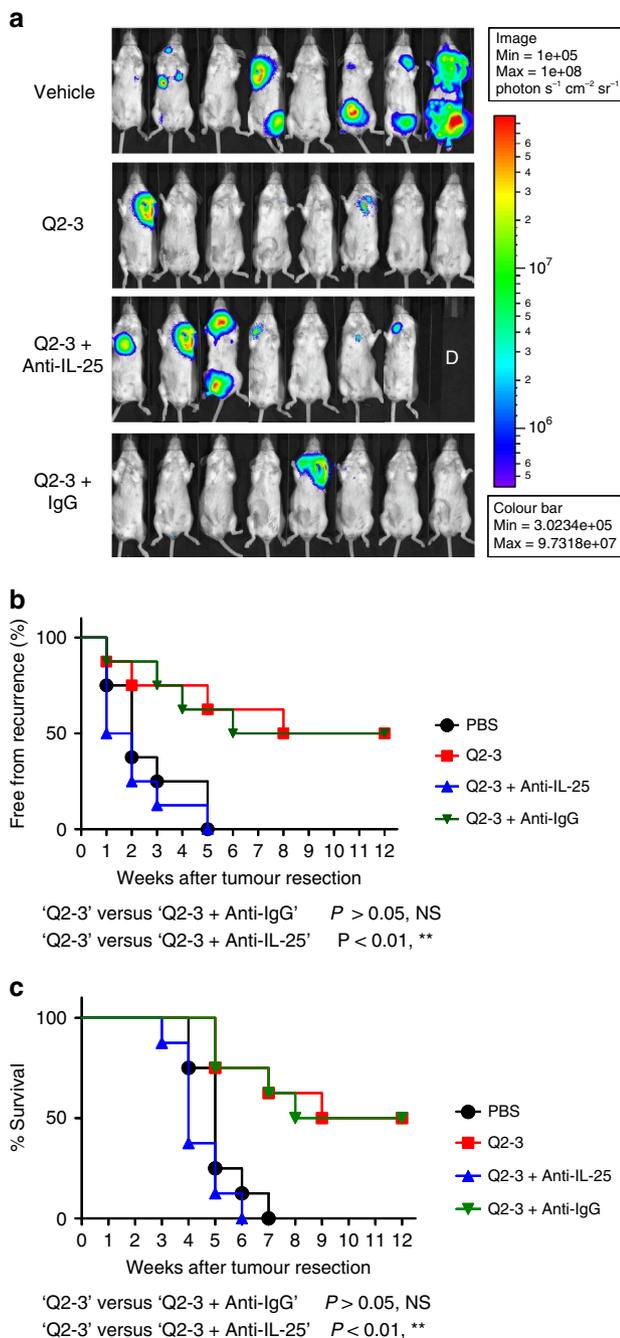 a
Vehicle
Q2-3
Q2-3 +
Anti-IL-25
D
Q2-3 +
IgG
Image
Min = 1e+05
Max = 1e+08
photon s⁻¹ cm⁻² sr⁻¹
6
5
4
3
2
10⁷
6
5
4
3
2
10⁶
6
5
Colour bar
Min = 3.0234e+05
Max = 9.7318e+07
b
Free from recurrence (%)
100
50
0
0 1 2 3 4 5 6 7 8 9 10 11 12
Weeks after tumour resection
PBS
Q2-3
Q2-3 + Anti-IL-25
Q2-3 + Anti-IgG
'Q2-3' versus 'Q2-3 + Anti-IgG' P > 0.05, NS
'Q2-3' versus 'Q2-3 + Anti-IL-25' P < 0.01, **
c
% Survival
100
50
0
0 1 2 3 4 5 6 7 8 9 10 11 12
Weeks after tumour resection
PBS
Q2-3
Q2-3 + Anti-IL-25
Q2-3 + Anti-IgG
'Q2-3' versus 'Q2-3 + Anti-IgG' P > 0.05, NS
'Q2-3' versus 'Q2-3 + Anti-IL-25' P < 0.01, **